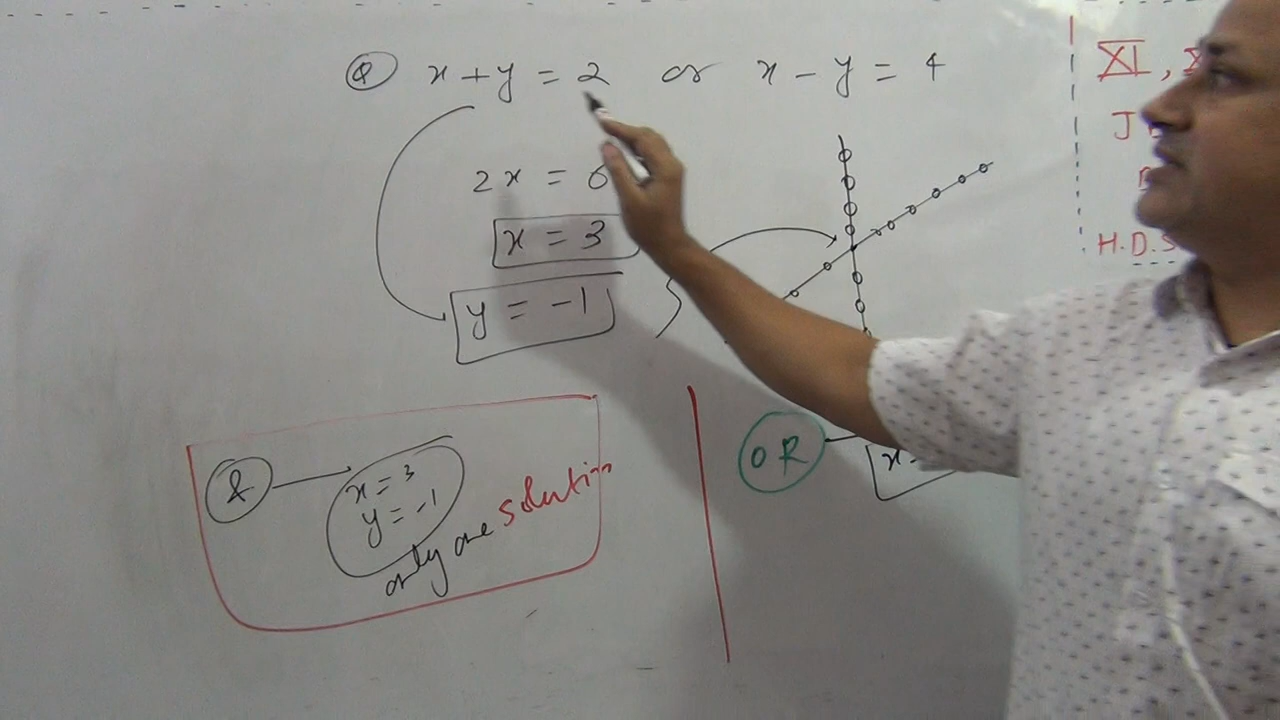 Q x + y = 2 or x - y = 4
2x = 6
x = 3
y = -1
& x = 3
y = -1
only one solution
OR
XI,
J
H.D.S